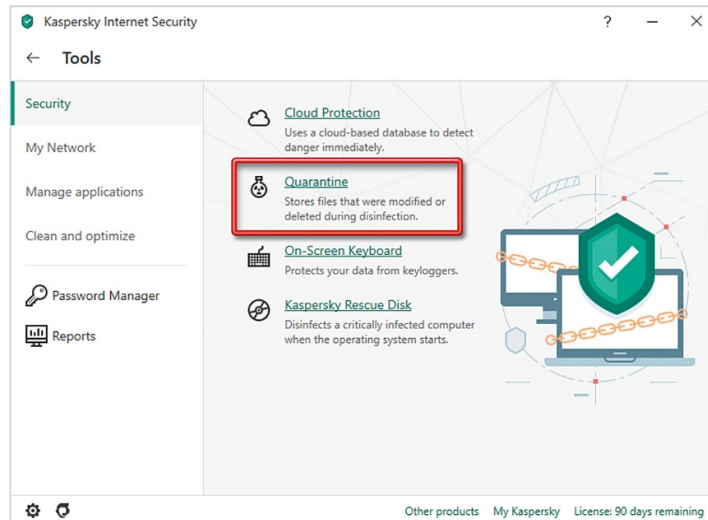 Kaspersky Internet Security
?
Tools
Security
My Network
Manage applications
Clean and optimize
Password Manager
Reports
Cloud Protection
Uses a cloud-based database to detect
danger immediately.
Quarantine
Stores files that were modified or
deleted during disinfection.
On-Screen Keyboard
Protects your data from keyloggers.
Kaspersky Rescue Disk
Disinfects a critically infected computer
when the operating system starts.
Other products My Kaspersky License: 90 days remaining